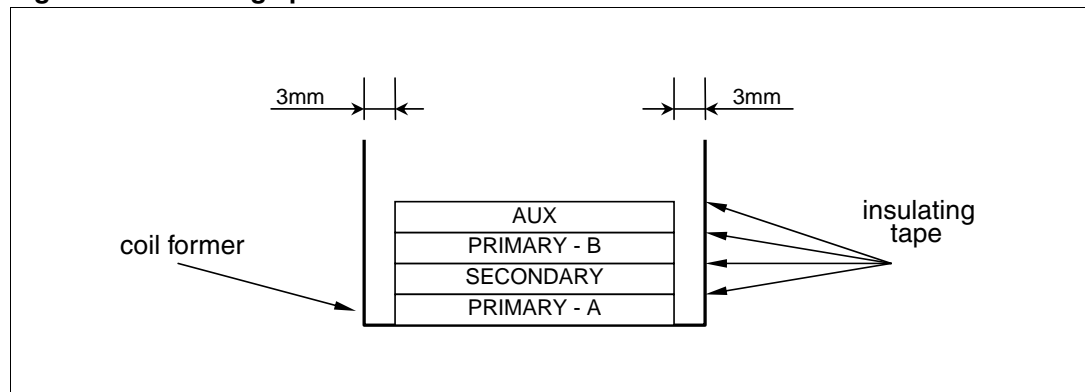 3mm
3mm
AUX
PRIMARY - B
SECONDARY
PRIMARY - A
coil former
insulating
tape